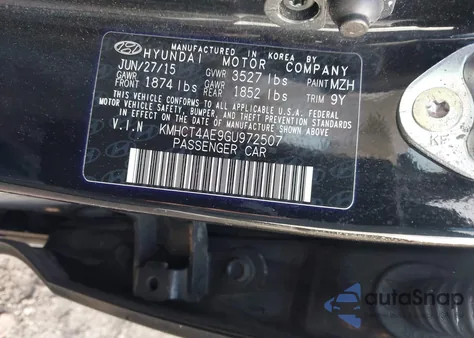 MANUFACTURED IN KOREA BY
HYUNDAI MOTOR COMPANY
JUN/27/15 GVWR 3527 lbs PAINT MZH
GAWR FRONT 1874 lbs GAWR REAR 1852 lbs TRIM 9Y
THIS VEHICLE CONFORMS TO ALL APPLICABLE U.S.A FEDERAL
MOTOR VEHICLE SAFETY, BUMPER, AND THEFT PREVENTION
STANDARDS IN EFFECT ON THE DATE OF MANUFACTURE SHOWN ABOVE.
V.I.N KMHCT4AE9GU972507
PASSENGER CAR
KF
autoSnap